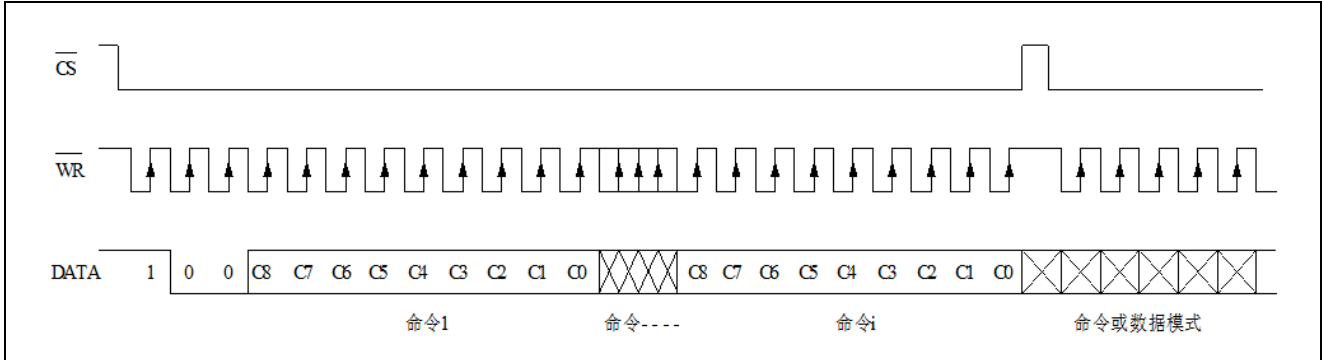 CS
WR
DATA 1 0 0 C8 C7 C6 C5 C4 C3 C2 C1 C0 C8 C7 C6 C5 C4 C3 C2 C1 C0
命令1 命令---- 命令i 命令或数据模式